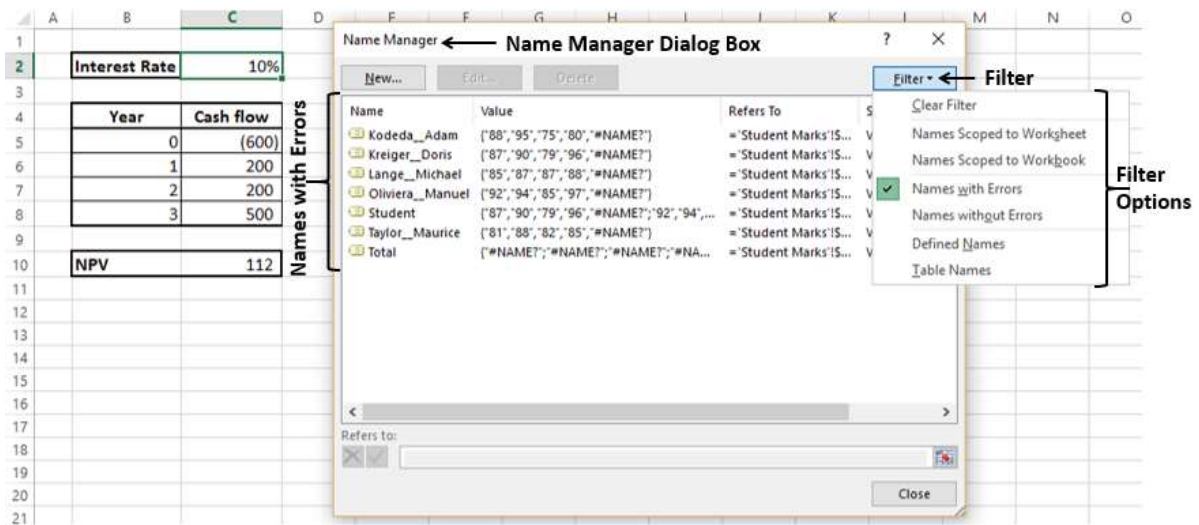 A B C D E F G H I J K L M N O
Name Manager Name Manager Dialog Box ? ×
1
2 Interest Rate 10%
New... Edit... Delete Filter Filter
3
4 Year Cash flow
5 0 (600)
6 1 200
7 2 200
8 3 500
9
10 NPV 112
11
12
13
14
15
16
17
18
19
20
21
Names with Errors
Name Value Refers To S
Kodeda__Adam {"88","95","75","80","#NAME?"} ='Student Marks'!$... V
Kreiger__Doris {"87","90","79","96","#NAME?"} ='Student Marks'!$... V
Lange__Michael {"85","87","87","88","#NAME?"} ='Student Marks'!$... V
Oliviera__Manuel {"92","94","85","97","#NAME?"} ='Student Marks'!$... V
Student {"87","90","79","96","#NAME?";"92","94",... ='Student Marks'!$... V
Taylor__Maurice {"81","88","82","85","#NAME?"} ='Student Marks'!$... V
Total {"#NAME?";"#NAME?";"#NAME?";"#NA... ='Student Marks'!$... V
Clear Filter
Names Scoped to Worksheet
Names Scoped to Workbook
Names with Errors
Names without Errors
Defined Names
Table Names
Filter
Options
Refers to:
Close